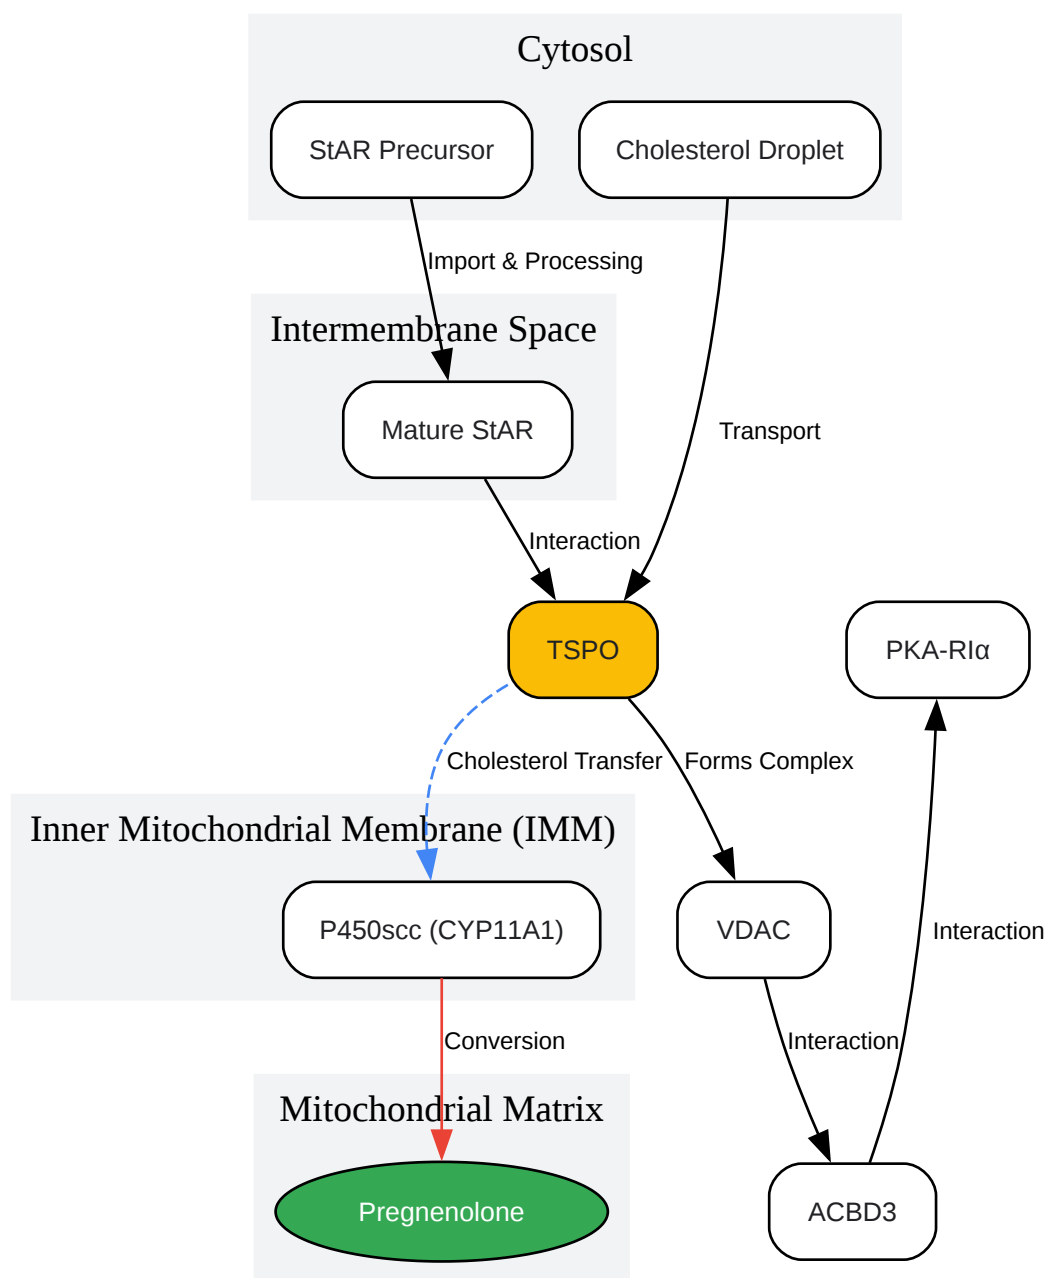 Cytosol
StAR Precursor
Cholesterol Droplet
Import & Processing
Intermembrane Space
Mature StAR
Transport
Interaction
TSPO
PKA-RIα
Cholesterol Transfer
Forms Complex
Inner Mitochondrial Membrane (IMM)
P450scc (CYP11A1)
VDAC
Interaction
Conversion
Interaction
Mitochondrial Matrix
Pregnenolone
ACBD3